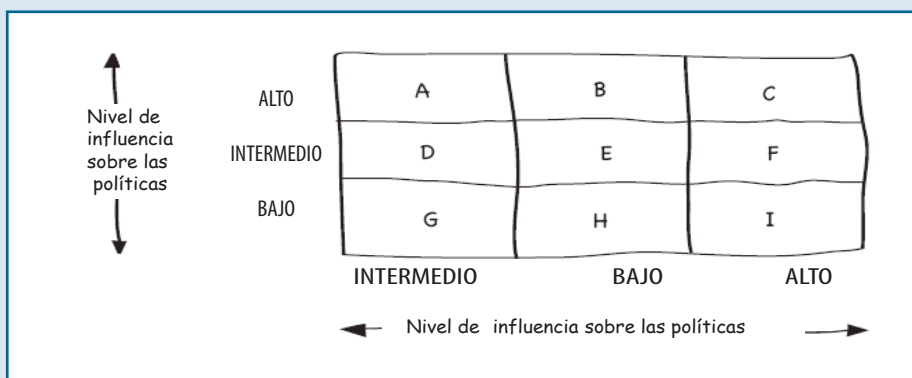 Nivel de
influencia
sobre las
políticas
ALTO
INTERMEDIO
BAJO
A
B
C
D
E
F
G
H
I
INTERMEDIO
BAJO
ALTO
Nivel de influencia sobre las políticas